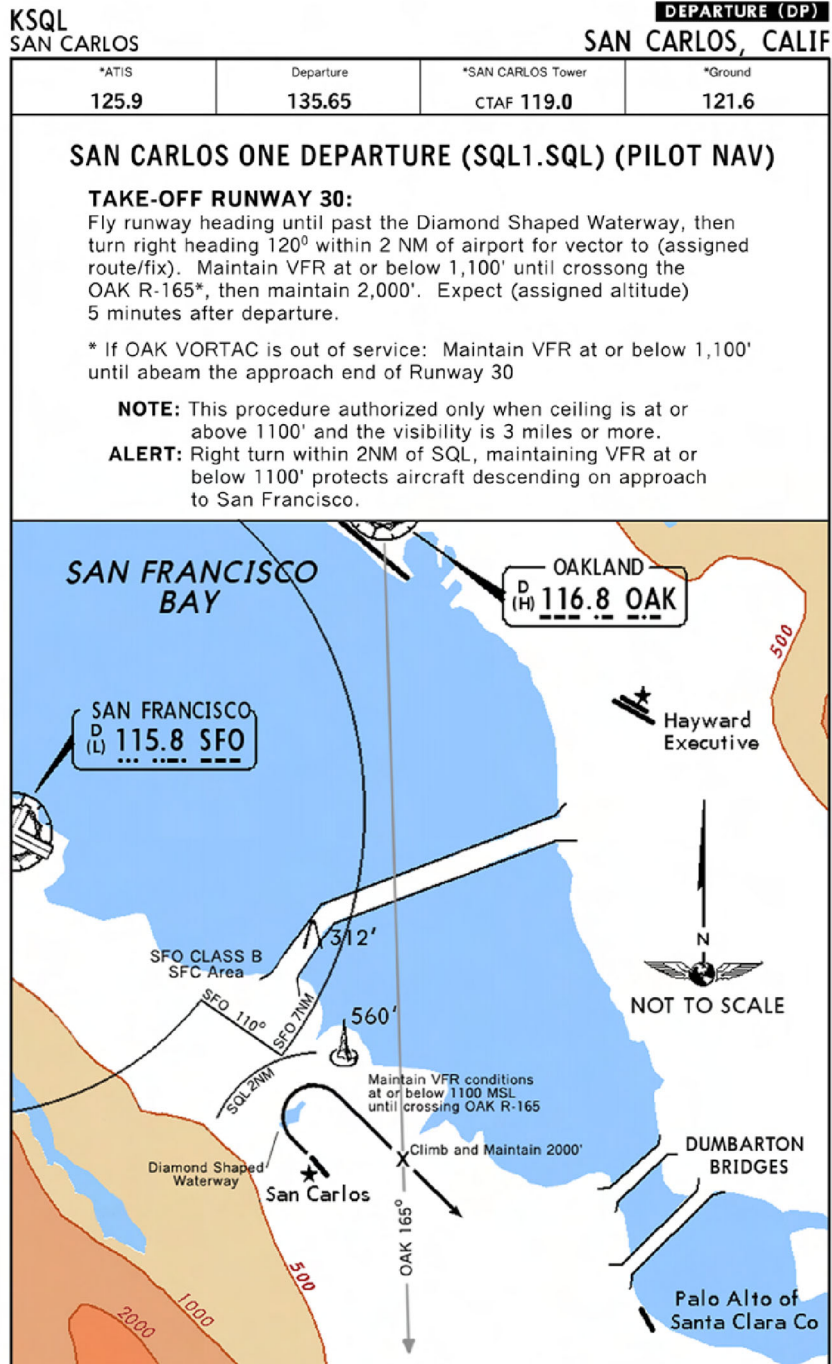 KSQL
SAN CARLOS
DEPARTURE (DP)
SAN CARLOS, CALIF
*ATIS
125.9
Departure
135.65
*SAN CARLOS Tower
CTAF 119.0
*Ground
121.6
SAN CARLOS ONE DEPARTURE (SQL1.SQL) (PILOT NAV)
TAKE-OFF RUNWAY 30:
Fly runway heading until past the Diamond Shaped Waterway, then
turn right heading 120⁰ within 2 NM of airport for vector to (assigned
route/fix). Maintain VFR at or below 1,100' until crossong the
OAK R-165*, then maintain 2,000'. Expect (assigned altitude)
5 minutes after departure.
* If OAK VORTAC is out of service: Maintain VFR at or below 1,100'
until abeam the approach end of Runway 30
NOTE: This procedure authorized only when ceiling is at or
above 1100' and the visibility is 3 miles or more.
ALERT: Right turn within 2NM of SQL, maintaining VFR at or
below 1100' protects aircraft descending on approach
to San Francisco.
SAN FRANCISCO
BAY
OAKLAND
D
(H) 116.8 OAK
500
SAN FRANCISCO
D
(L) 115.8 SFO
Hayward
Executive
312'
SFO CLASS B
SFC Area
SFO 110°
SFO 7NM
N
NOT TO SCALE
560'
SQL 2NM
Maintain VFR conditions
at or below 1100 MSL
until crossing OAK R-165
Climb and Maintain 2000'
Diamond Shaped
Waterway
San Carlos
DUMBARTON
BRIDGES
OAK 165°
500
1000
2000
Palo Alto of
Santa Clara Co